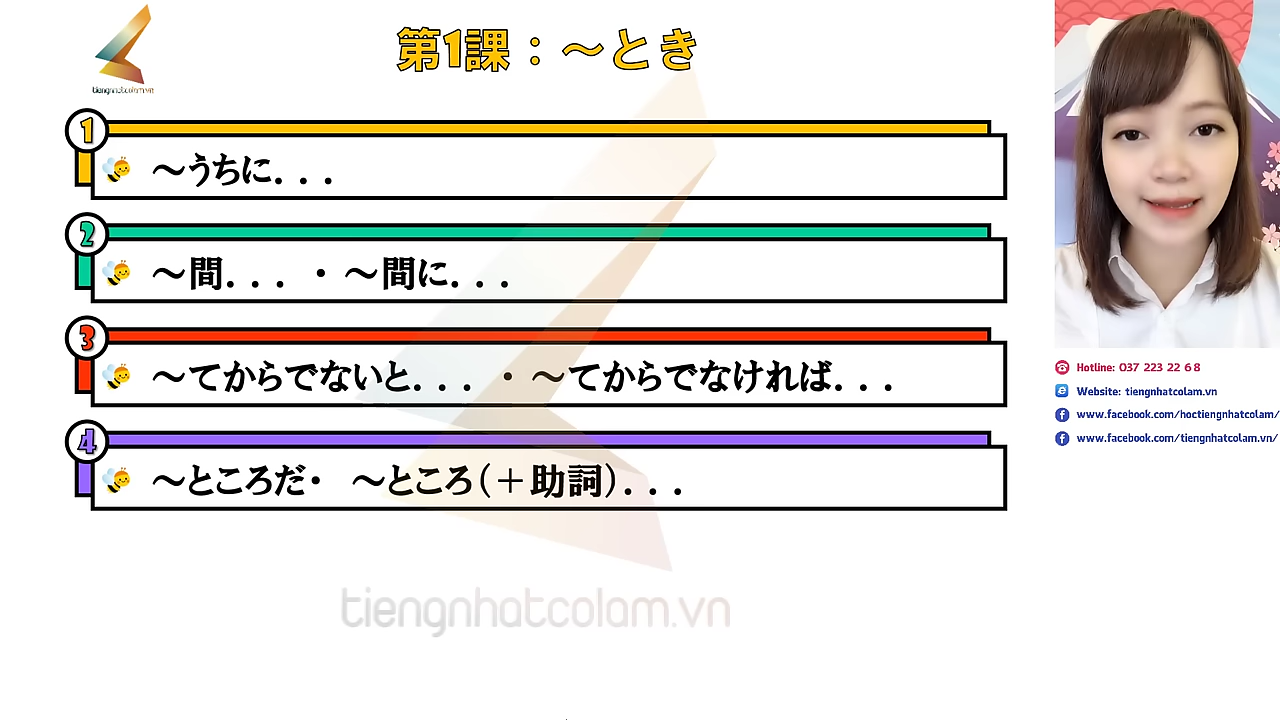 tiengnhatcolam.vn
第1課：～とき
1
～うちに．．．
2
～間．．．・～間に．．．
3
～てからでないと．．．・～てからでなければ．．．
4
～ところだ・ ～ところ(＋助詞)．．．
tiengnhatcolam.vn
Hotline: 037 223 22 68
Website: tiengnhatcolam.vn
www.facebook.com/hoctiengnhatcolam/
www.facebook.com/tiengnhatcolam.vn/